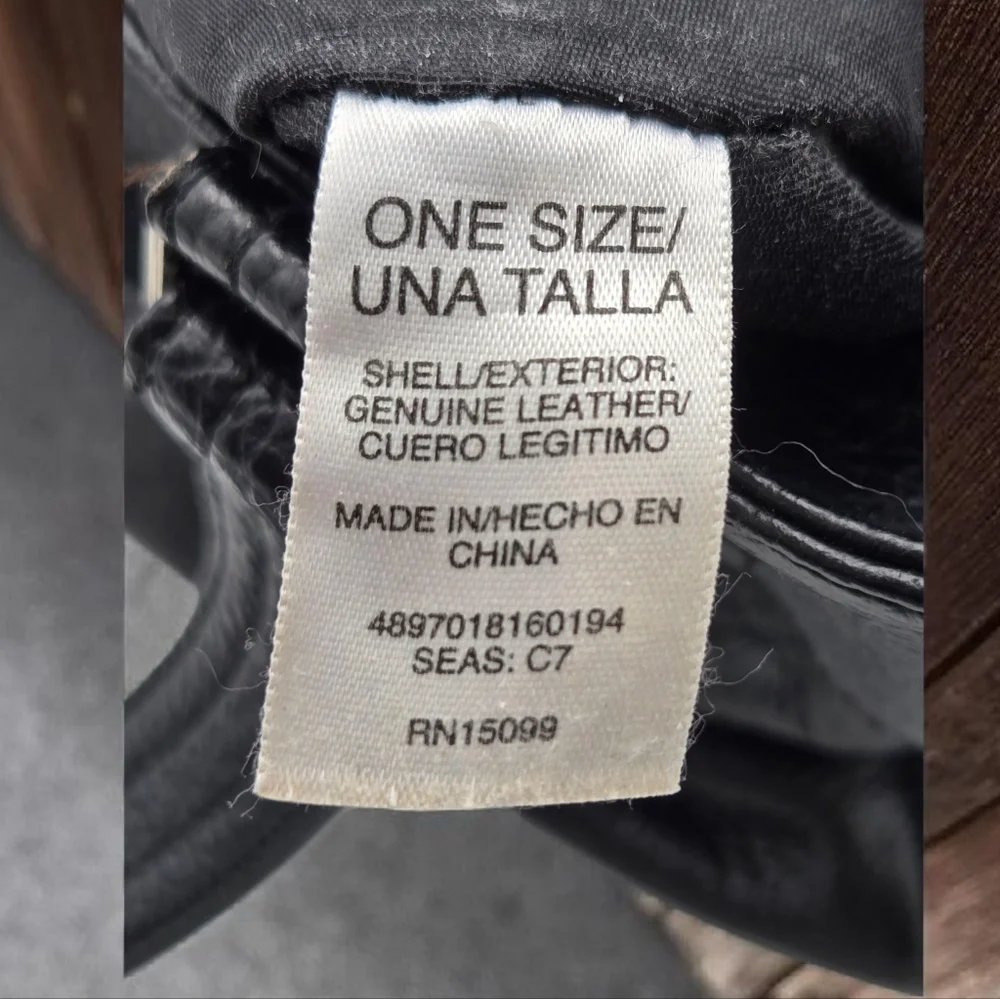 ONE SIZE/
UNA TALLA
SHELL/EXTERIOR:
GENUINE LEATHER/
CUERO LEGITIMO
MADE IN/HECHO EN
CHINA
4897018160194
SEAS: C7
RN15099